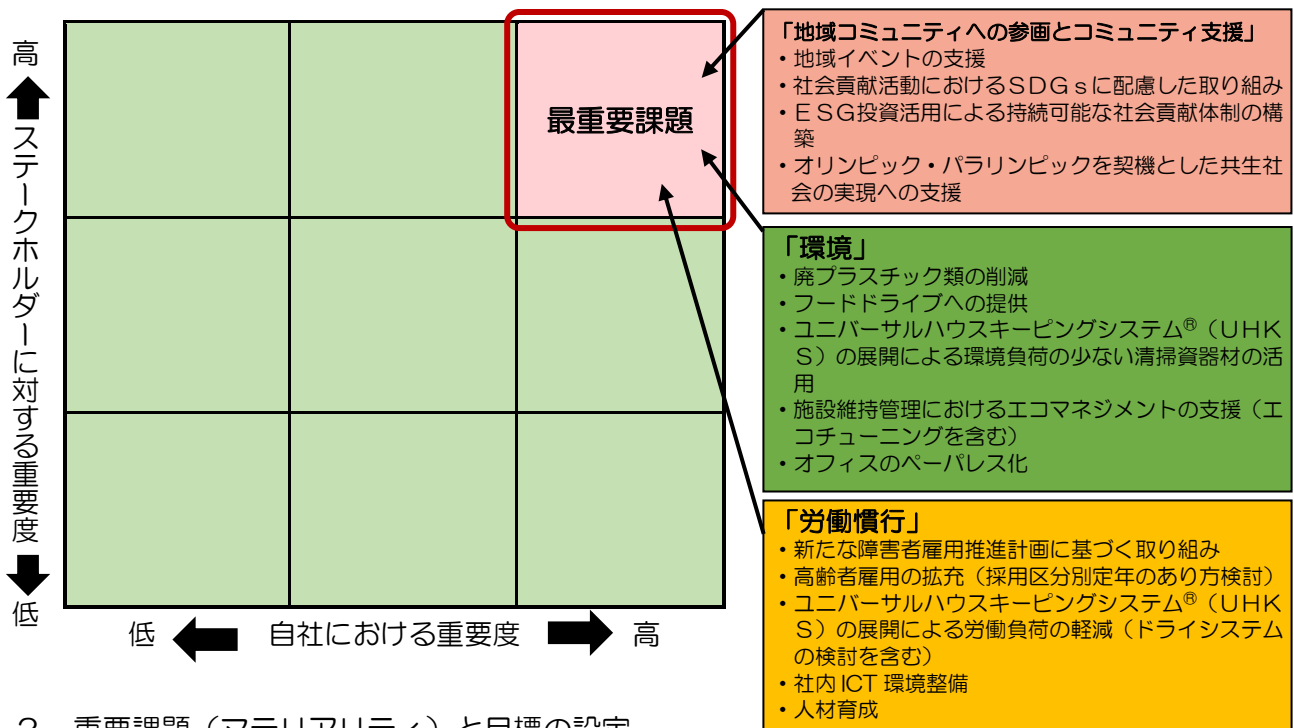 高
ステークホルダーに対する重要度
低
最重要課題
低 自社における重要度 高
「地域コミュニティへの参画とコミュニティ支援」
・地域イベントの支援
・社会貢献活動におけるSDGsに配慮した取り組み
・ESG投資活用による持続可能な社会貢献体制の構
築
・オリンピック・パラリンピックを契機とした共生社
会の実現への支援
「環境」
・廃プラスチック類の削減
・フードドライブへの提供
・ユニバーサルハウスキーピングシステム®（UHK
S）の展開による環境負荷の少ない清掃資器材の活
用
・施設維持管理におけるエコマネジメントの支援（エ
コチューニングを含む）
・オフィスのペーパレス化
「労働慣行」
・新たな障害者雇用推進計画に基づく取り組み
・高齢者雇用の拡充（採用区分別定年のあり方検討）
・ユニバーサルハウスキーピングシステム®（UHK
S）の展開による労働負荷の軽減（ドライシステム
の検討を含む）
・社内ICT環境整備
・人材育成
重要課題（マテリアリティ）と目標の設定